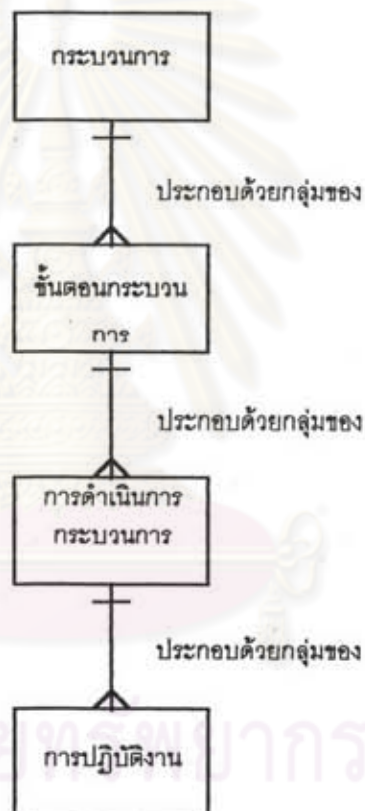 กระบวนการ
ประกอบด้วยกลุ่มของ
ขั้นตอนกระบวน
การ
ประกอบด้วยกลุ่มของ
การดำเนินการ
กระบวนการ
ประกอบด้วยกลุ่มของ
การปฏิบัติงาน